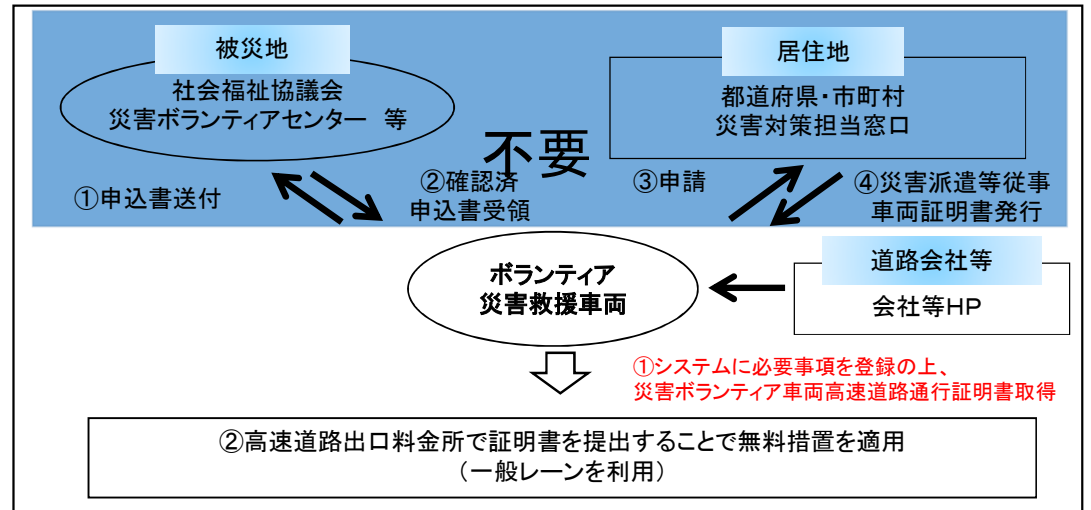 被災地
社会福祉協議会
災害ボランティアセンター 等
居住地
都道府県・市町村
災害対策担当窓口
不要
①申込書送付
②確認済
申込書受領
③申請
④災害派遣等従事
車両証明書発行
ボランティア
災害救援車両
道路会社等
会社等HP
①システムに必要事項を登録の上、
災害ボランティア車両高速道路通行証明書取得
②高速道路出口料金所で証明書を提出することで無料措置を適用
（一般レーンを利用）